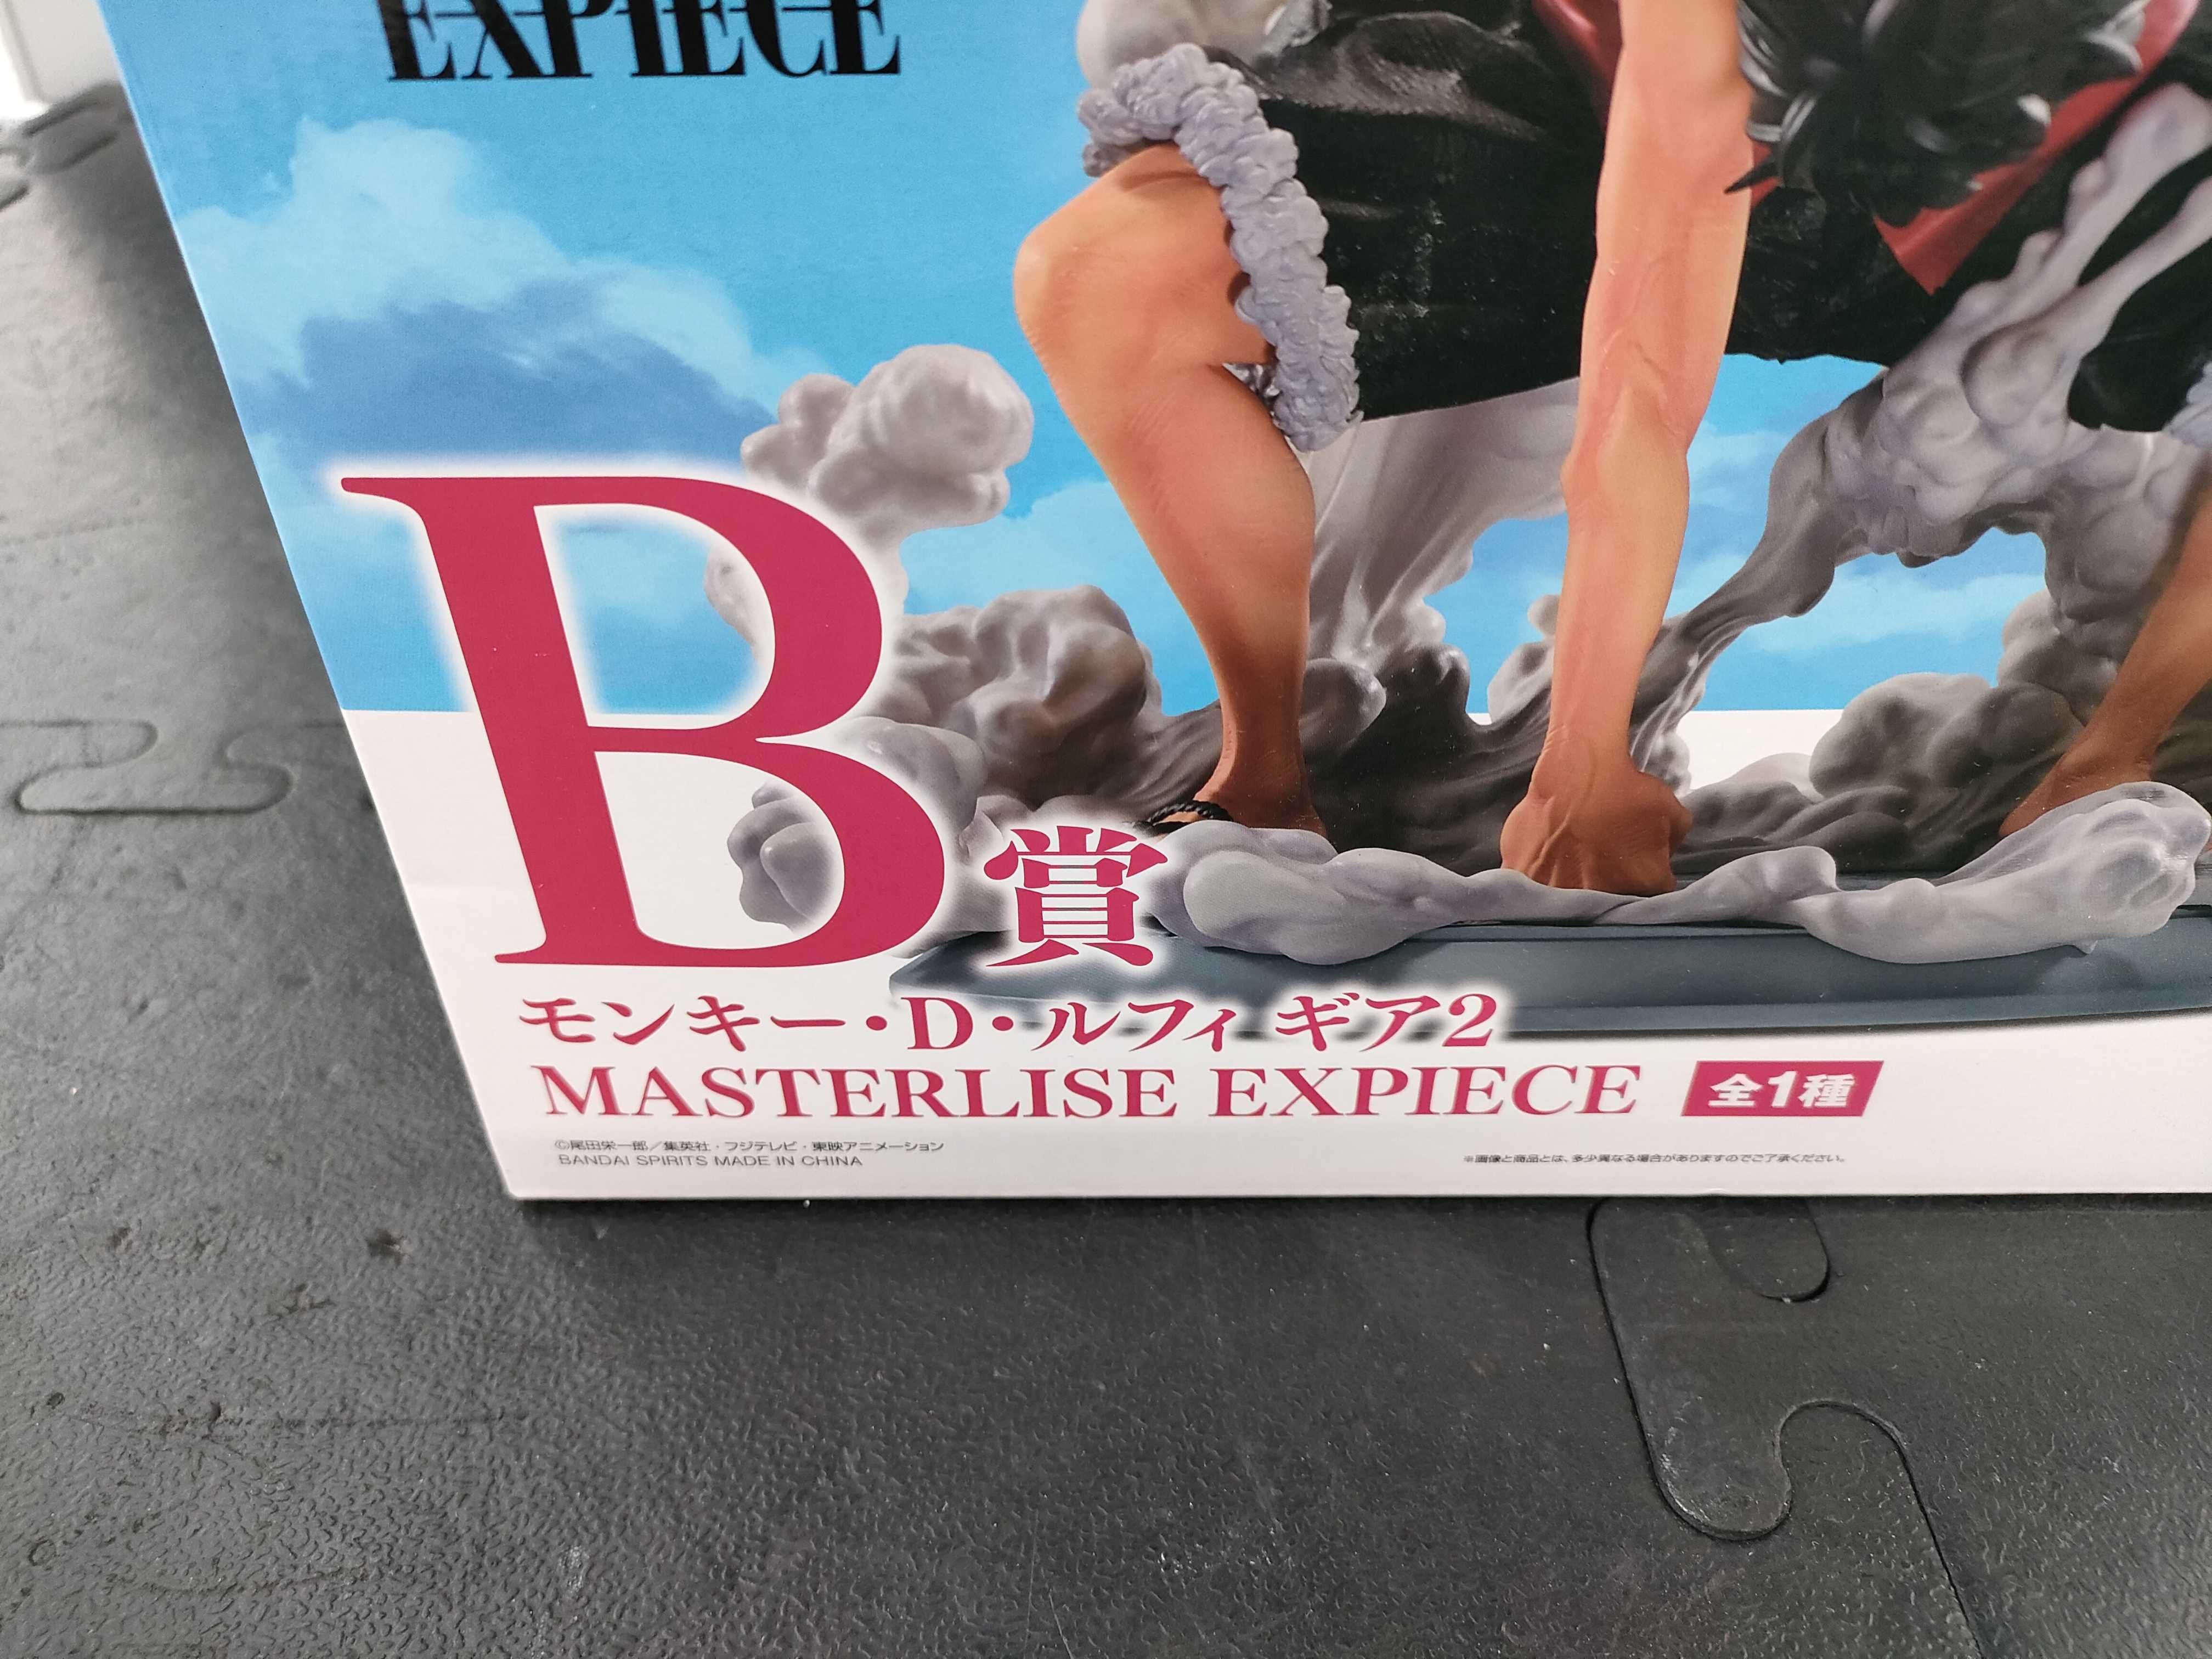 EXPIECE
B賞
モンキー・D・ルフィ ギア2
MASTERLISE EXPIECE 全1種
©尾田栄一郎／集英社・フジテレビ・東映アニメーション
BANDAI SPIRITS MADE IN CHINA
※画像と商品とは、多少異なる場合がありますのでご了承ください。